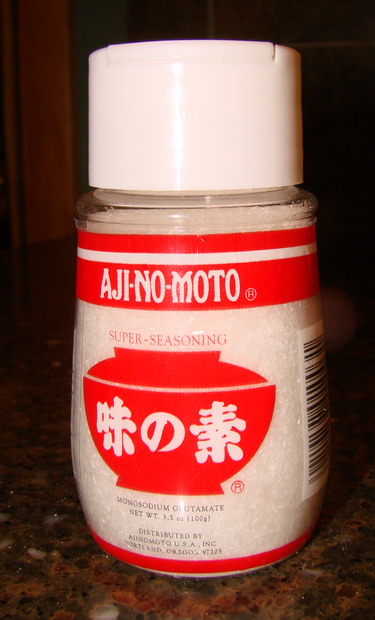 AJI-NO-MOTO®
SUPER-SEASONING
味の素
®
MONOSODIUM GLUTAMATE
NET WT. 3.5 oz (100g)
DISTRIBUTED BY
AJINOMOTO U.S.A., INC
PORTLAND, OREGON 97203